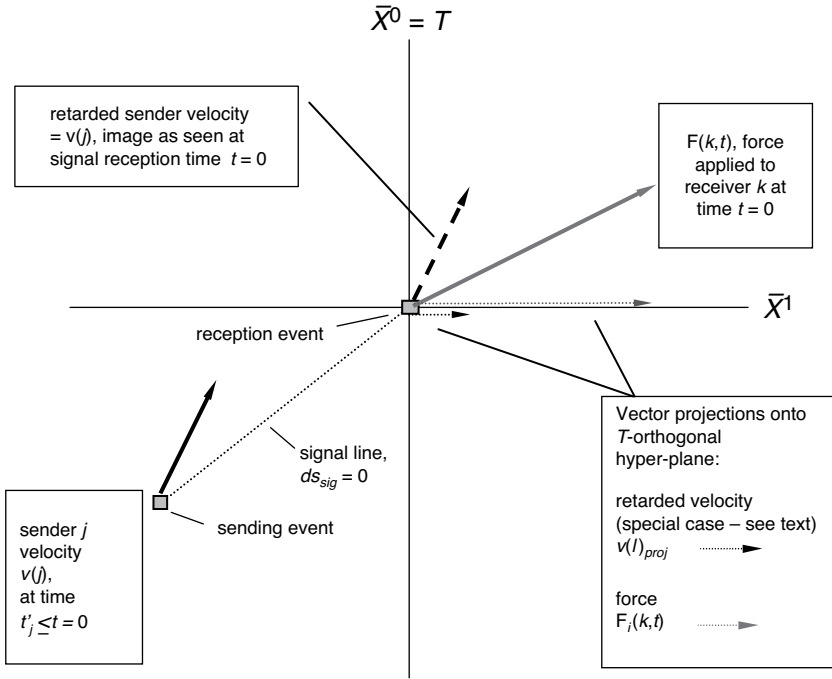 X̄⁰ = T
retarded sender velocity
= v(j), image as seen at
signal reception time t = 0
F(k,t), force
applied to
receiver k at
time t = 0
X̄¹
reception event
signal line,
ds_sig = 0
sending event
sender j
velocity
v(j),
at time
t'_j ≤ t = 0
Vector projections onto
T-orthogonal
hyper-plane:
retarded velocity
(special case – see text)
v(l)_proj
force
F_i(k,t)